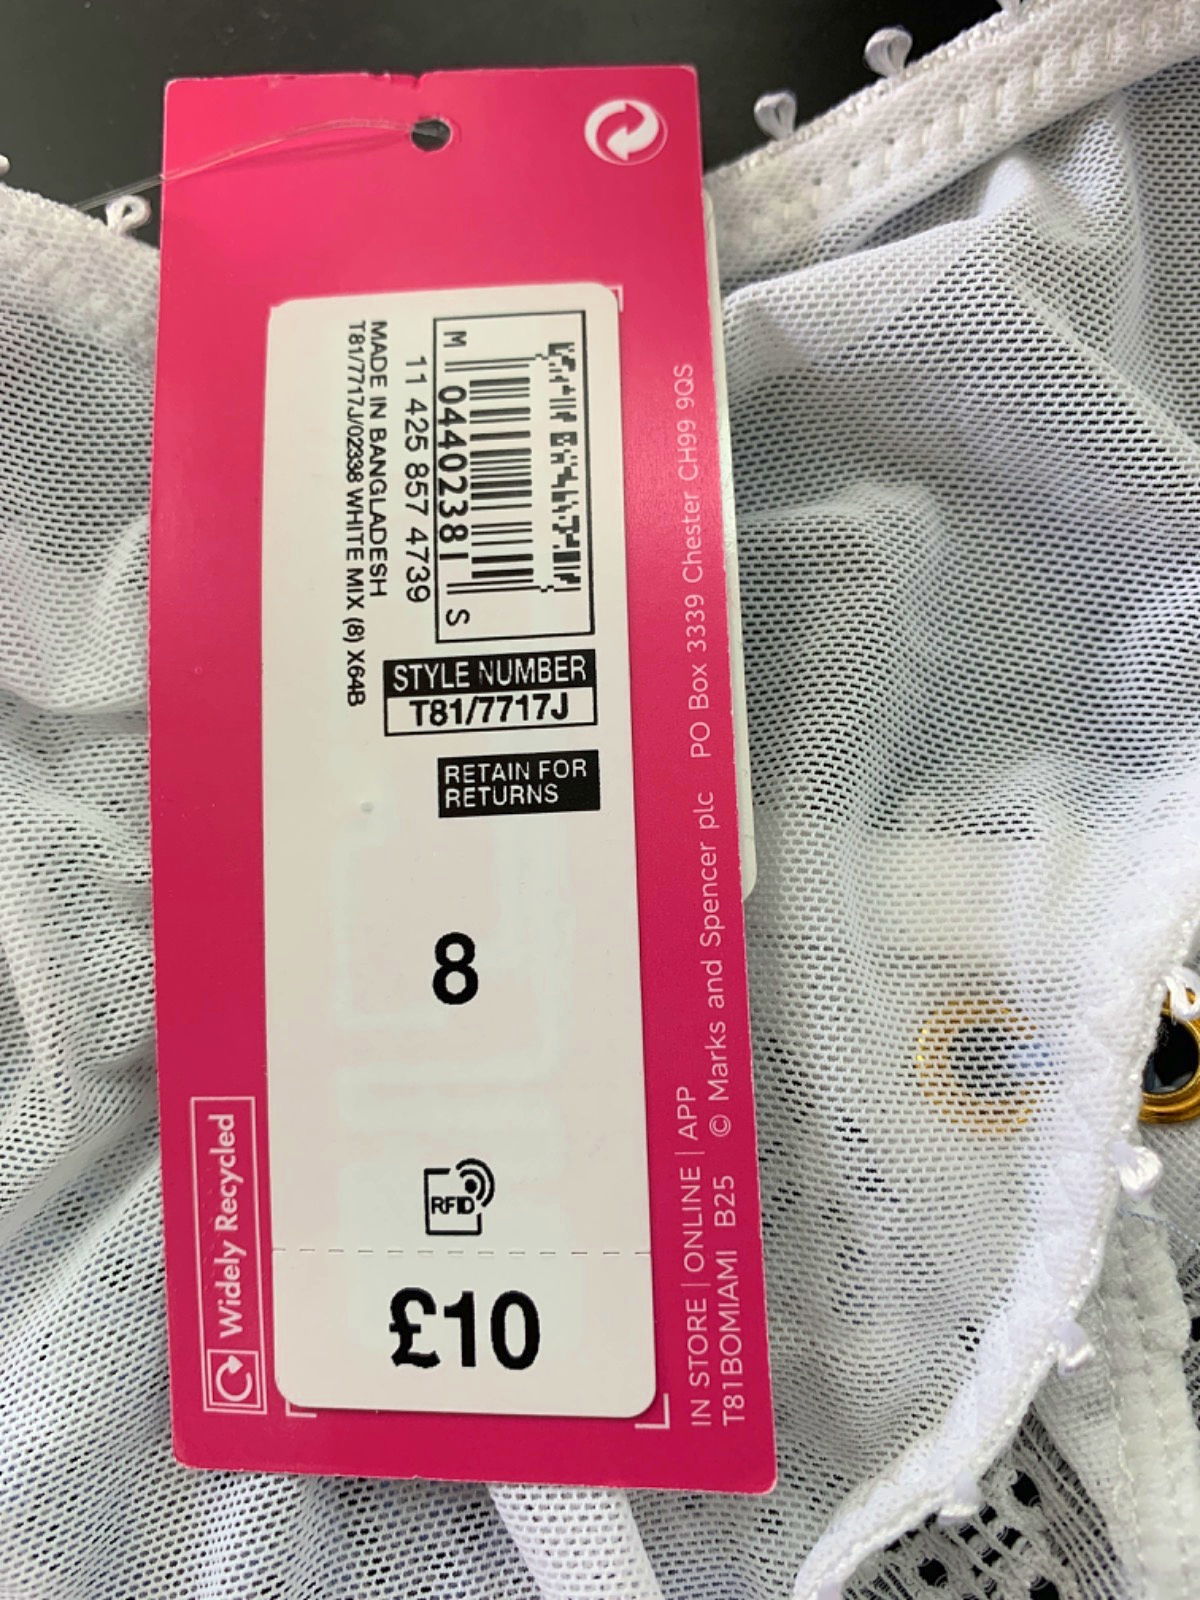 M 04402381 S
11 425 857 4739
MADE IN BANGLADESH
T81/7717J/02338 WHITE MIX (8) X64B
STYLE NUMBER
T81/7717J
RETAIN FOR
RETURNS
8
RFID
£10
Widely Recycled
IN STORE | ONLINE | APP
T81BOMIAMI B25 © Marks and Spencer plc PO Box 3339 Chester CH99 9QS